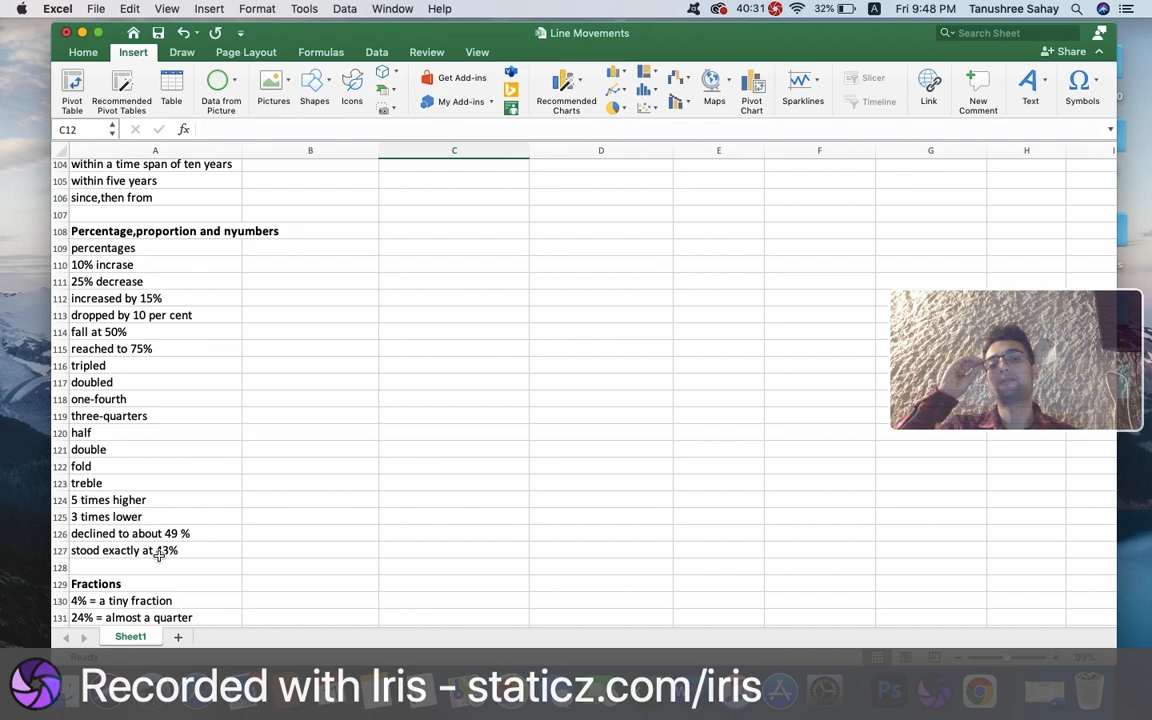 Excel File Edit View Insert Format Tools Data Window Help 40:31 32% A Fri 9:48 PM Tanushree Sahay
Line Movements Search Sheet
Home Insert Draw Page Layout Formulas Data Review View Share
Pivot Table
Recommended Pivot Tables
Table
Data from Picture
Pictures
Shapes
Icons
Get Add-ins
My Add-ins
Recommended Charts
Maps
Pivot Chart
Sparklines
Slicer
Timeline
Link
New Comment
Text
Symbols
C12 fx
A B C D E F G H I
104 within a time span of ten years
105 within five years
106 since,then from
107
108 Percentage,proportion and nyumbers
109 percentages
110 10% incrase
111 25% decrease
112 increased by 15%
113 dropped by 10 per cent
114 fall at 50%
115 reached to 75%
116 tripled
117 doubled
118 one-fourth
119 three-quarters
120 half
121 double
122 fold
123 treble
124 5 times higher
125 3 times lower
126 declined to about 49 %
127 stood exactly at 43%
128
129 Fractions
130 4% = a tiny fraction
131 24% = almost a quarter
Sheet1 +
Ready 99%
Recorded with Iris - staticz.com/iris